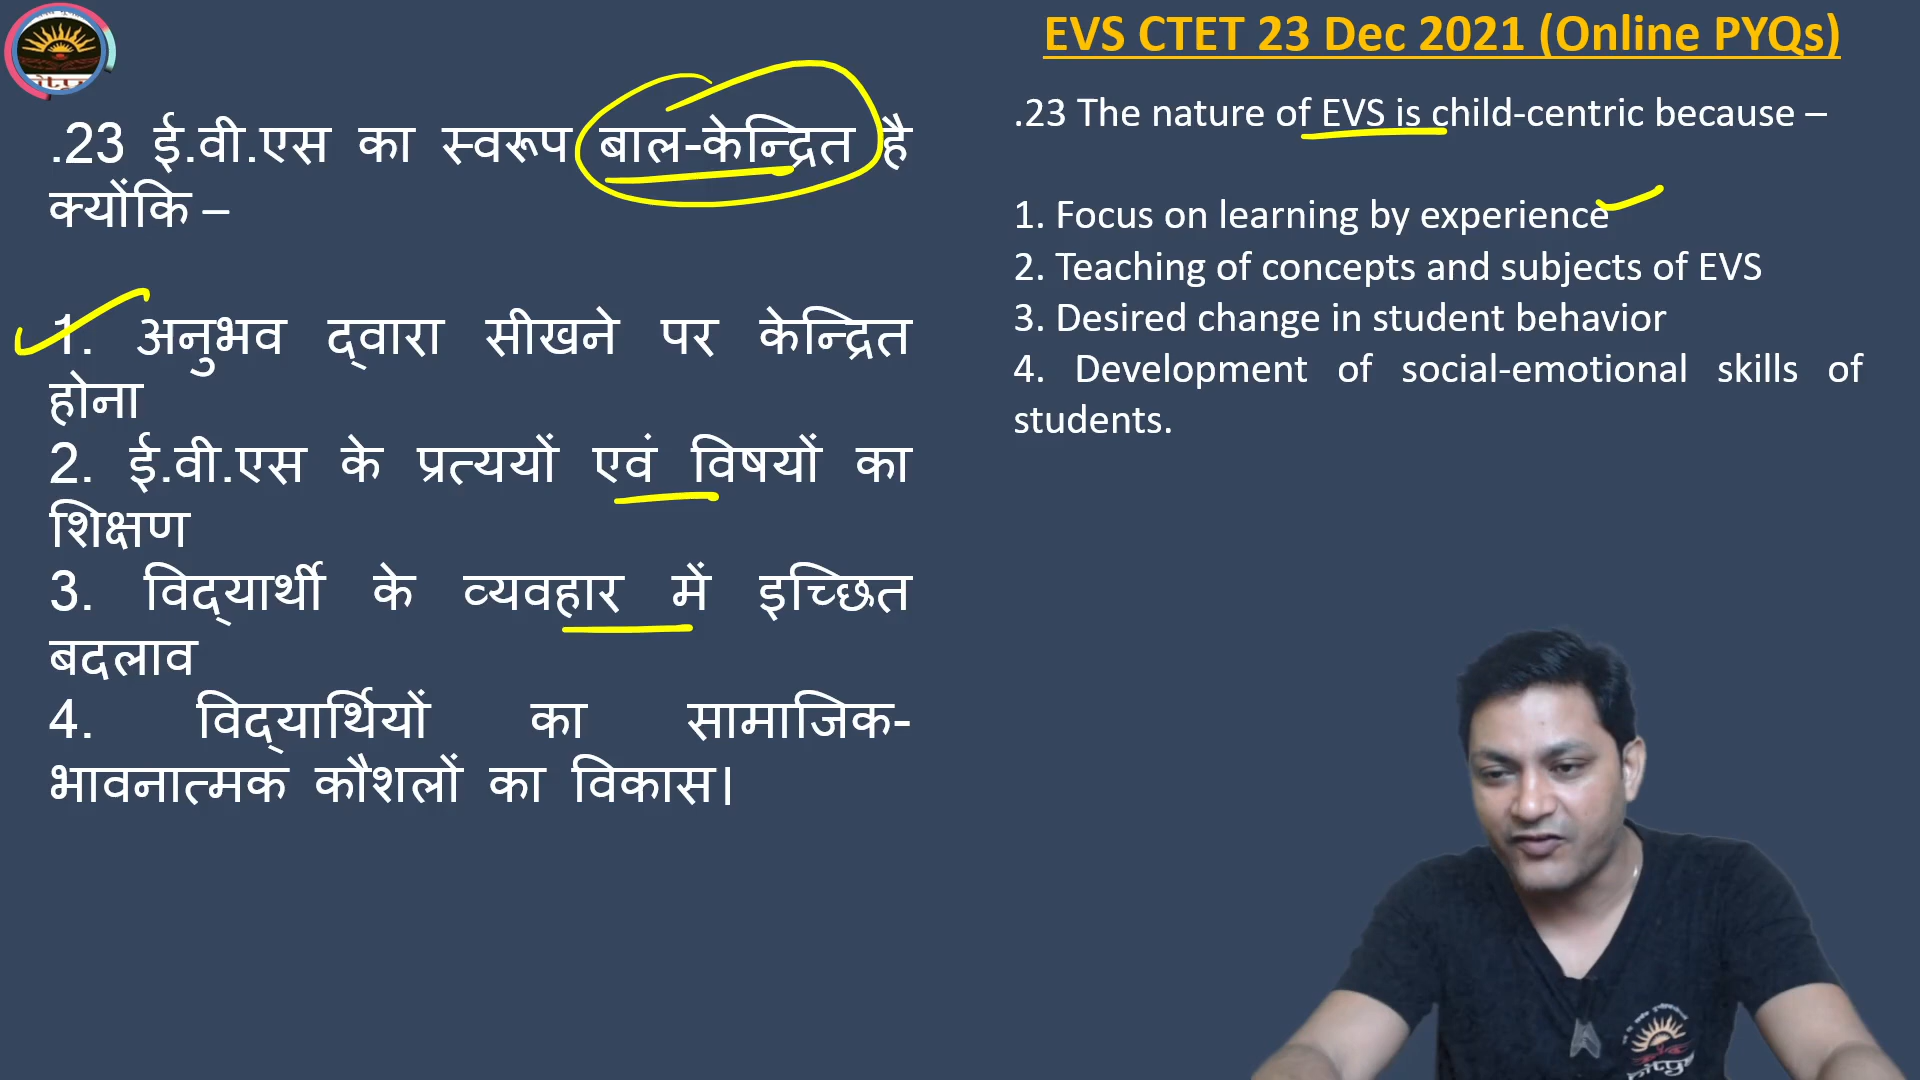 EVS CTET 23 Dec 2021 (Online PYQs)
.23 ई.वी.एस का स्वरूप बाल-केन्द्रित है
क्योंकि –
1. अनुभव द्वारा सीखने पर केन्द्रित
होना
2. ई.वी.एस के प्रत्ययों एवं विषयों का
शिक्षण
3. विद्यार्थी के व्यवहार में इच्छित
बदलाव
4. विद्यार्थियों का सामाजिक-
भावनात्मक कौशलों का विकास।
.23 The nature of EVS is child-centric because –
1. Focus on learning by experience
2. Teaching of concepts and subjects of EVS
3. Desired change in student behavior
4. Development of social-emotional skills of
students.